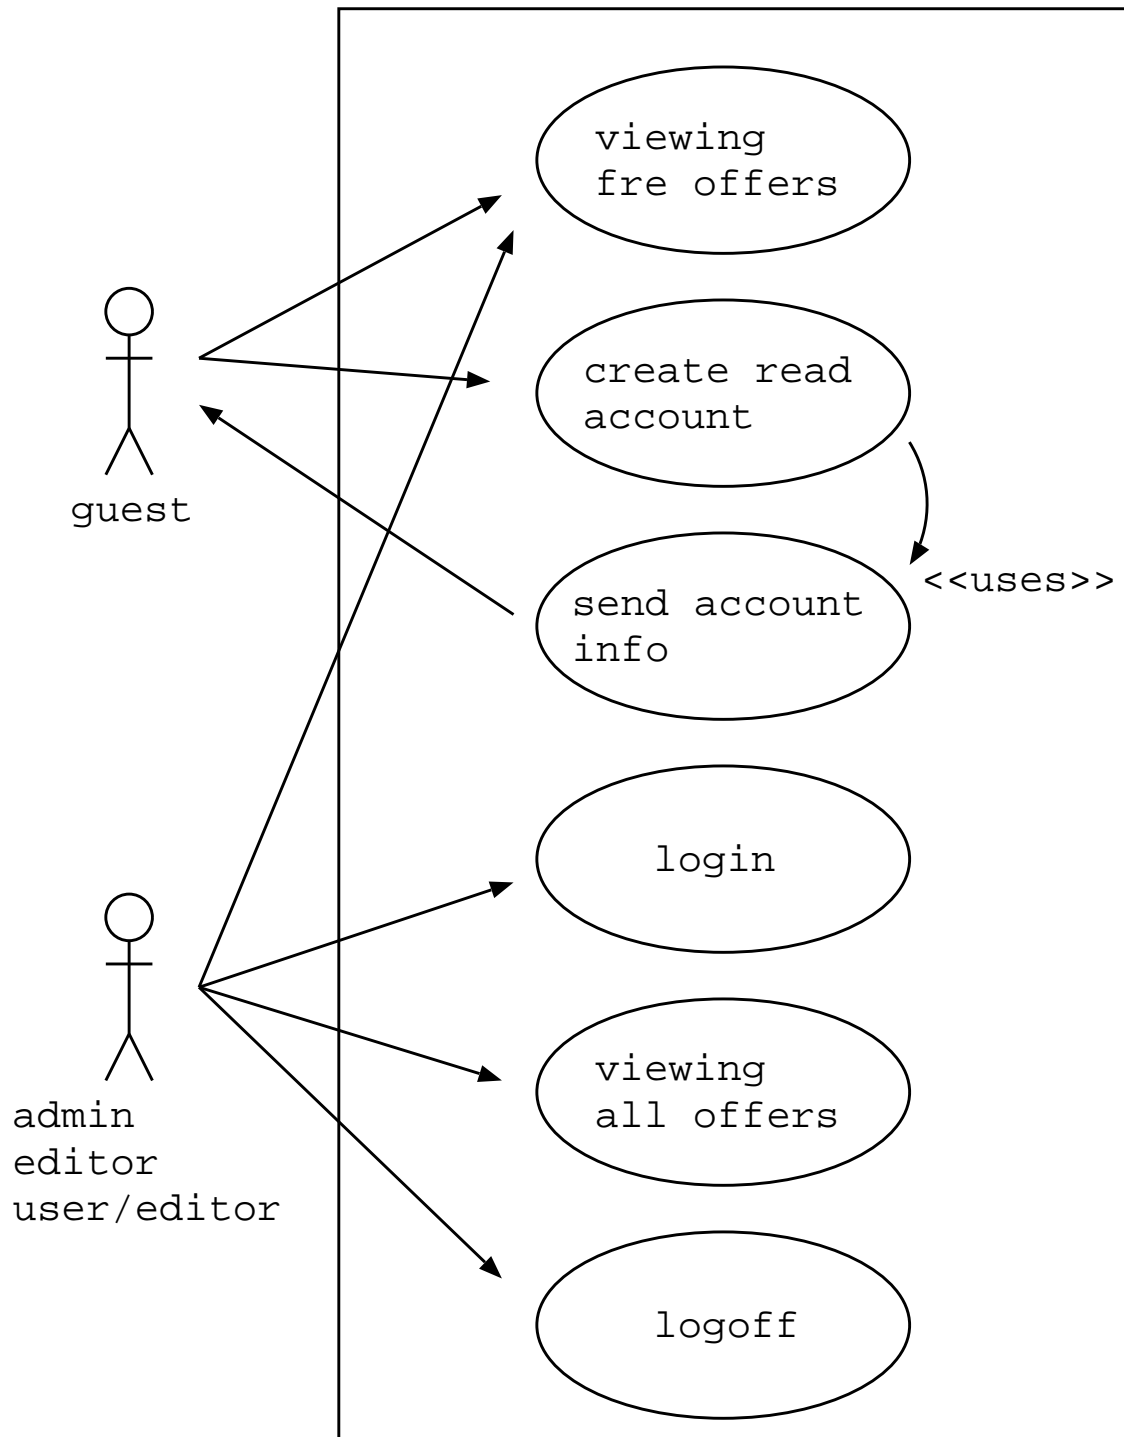 viewing
fre offers
create read
account
guest
<<uses>>
send account
info
login
viewing
all offers
admin
editor
user/editor
logoff